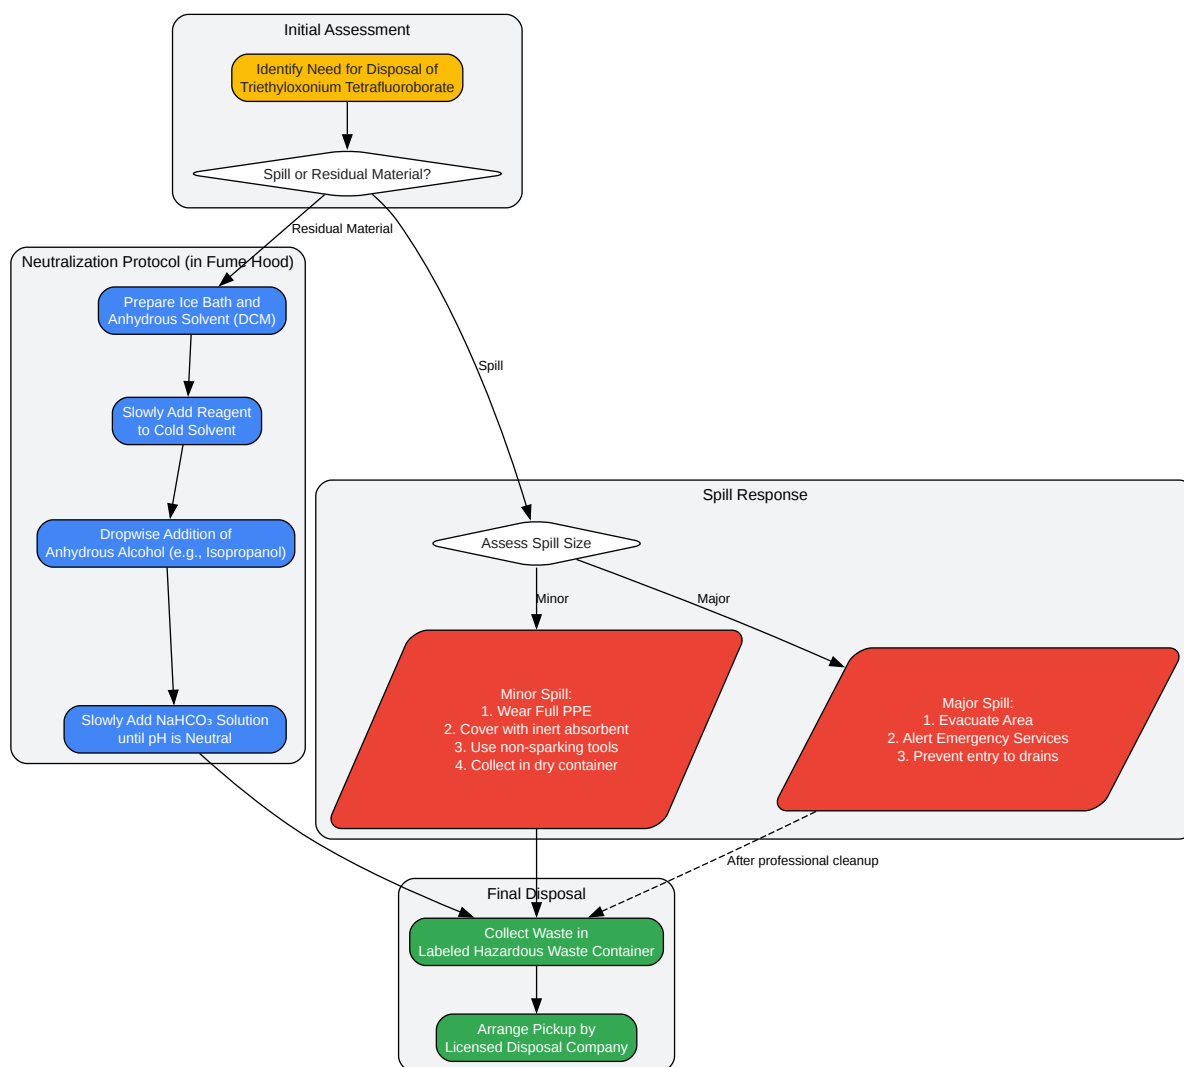 Initial Assessment
Identify Need for Disposal of
Triethyloxonium Tetrafluoroborate
Spill or Residual Material?
Residual Material
Neutralization Protocol (in Fume Hood)
Prepare Ice Bath and
Anhydrous Solvent (DCM)
Slowly Add Reagent
to Cold Solvent
Dropwise Addition of
Anhydrous Alcohol (e.g., Isopropanol)
Slowly Add NaHCO₃ Solution
until pH is Neutral
Spill
Spill Response
Assess Spill Size
Minor
Major
Minor Spill:
1. Wear Full PPE
2. Cover with inert absorbent
3. Use non-sparking tools
4. Collect in dry container
Major Spill:
1. Evacuate Area
2. Alert Emergency Services
3. Prevent entry to drains
After professional cleanup
Final Disposal
Collect Waste in
Labeled Hazardous Waste Container
Arrange Pickup by
Licensed Disposal Company